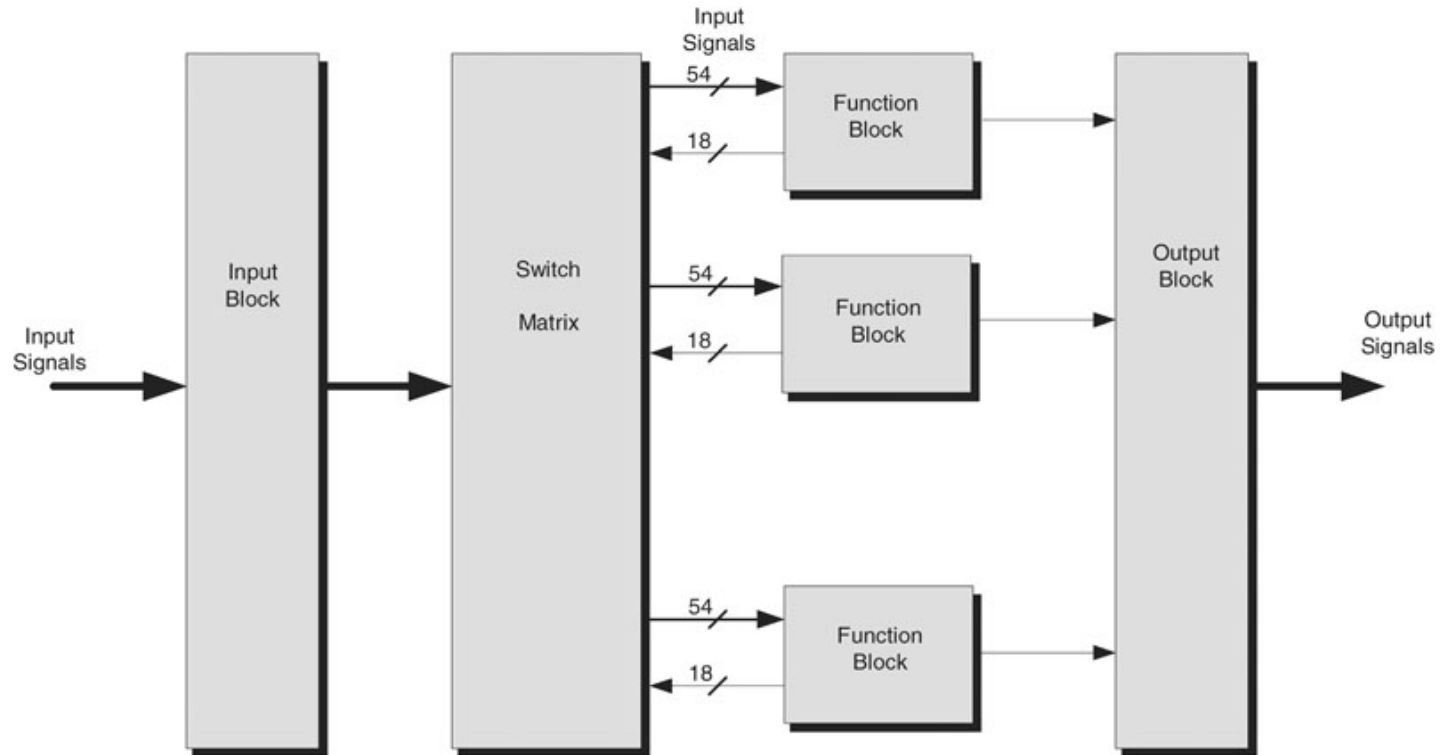 Input
Signals
54
18
Function
Block
Input
Block
Switch
Matrix
54
18
Function
Block
Output
Block
Input
Signals
Output
Signals
54
18
Function
Block